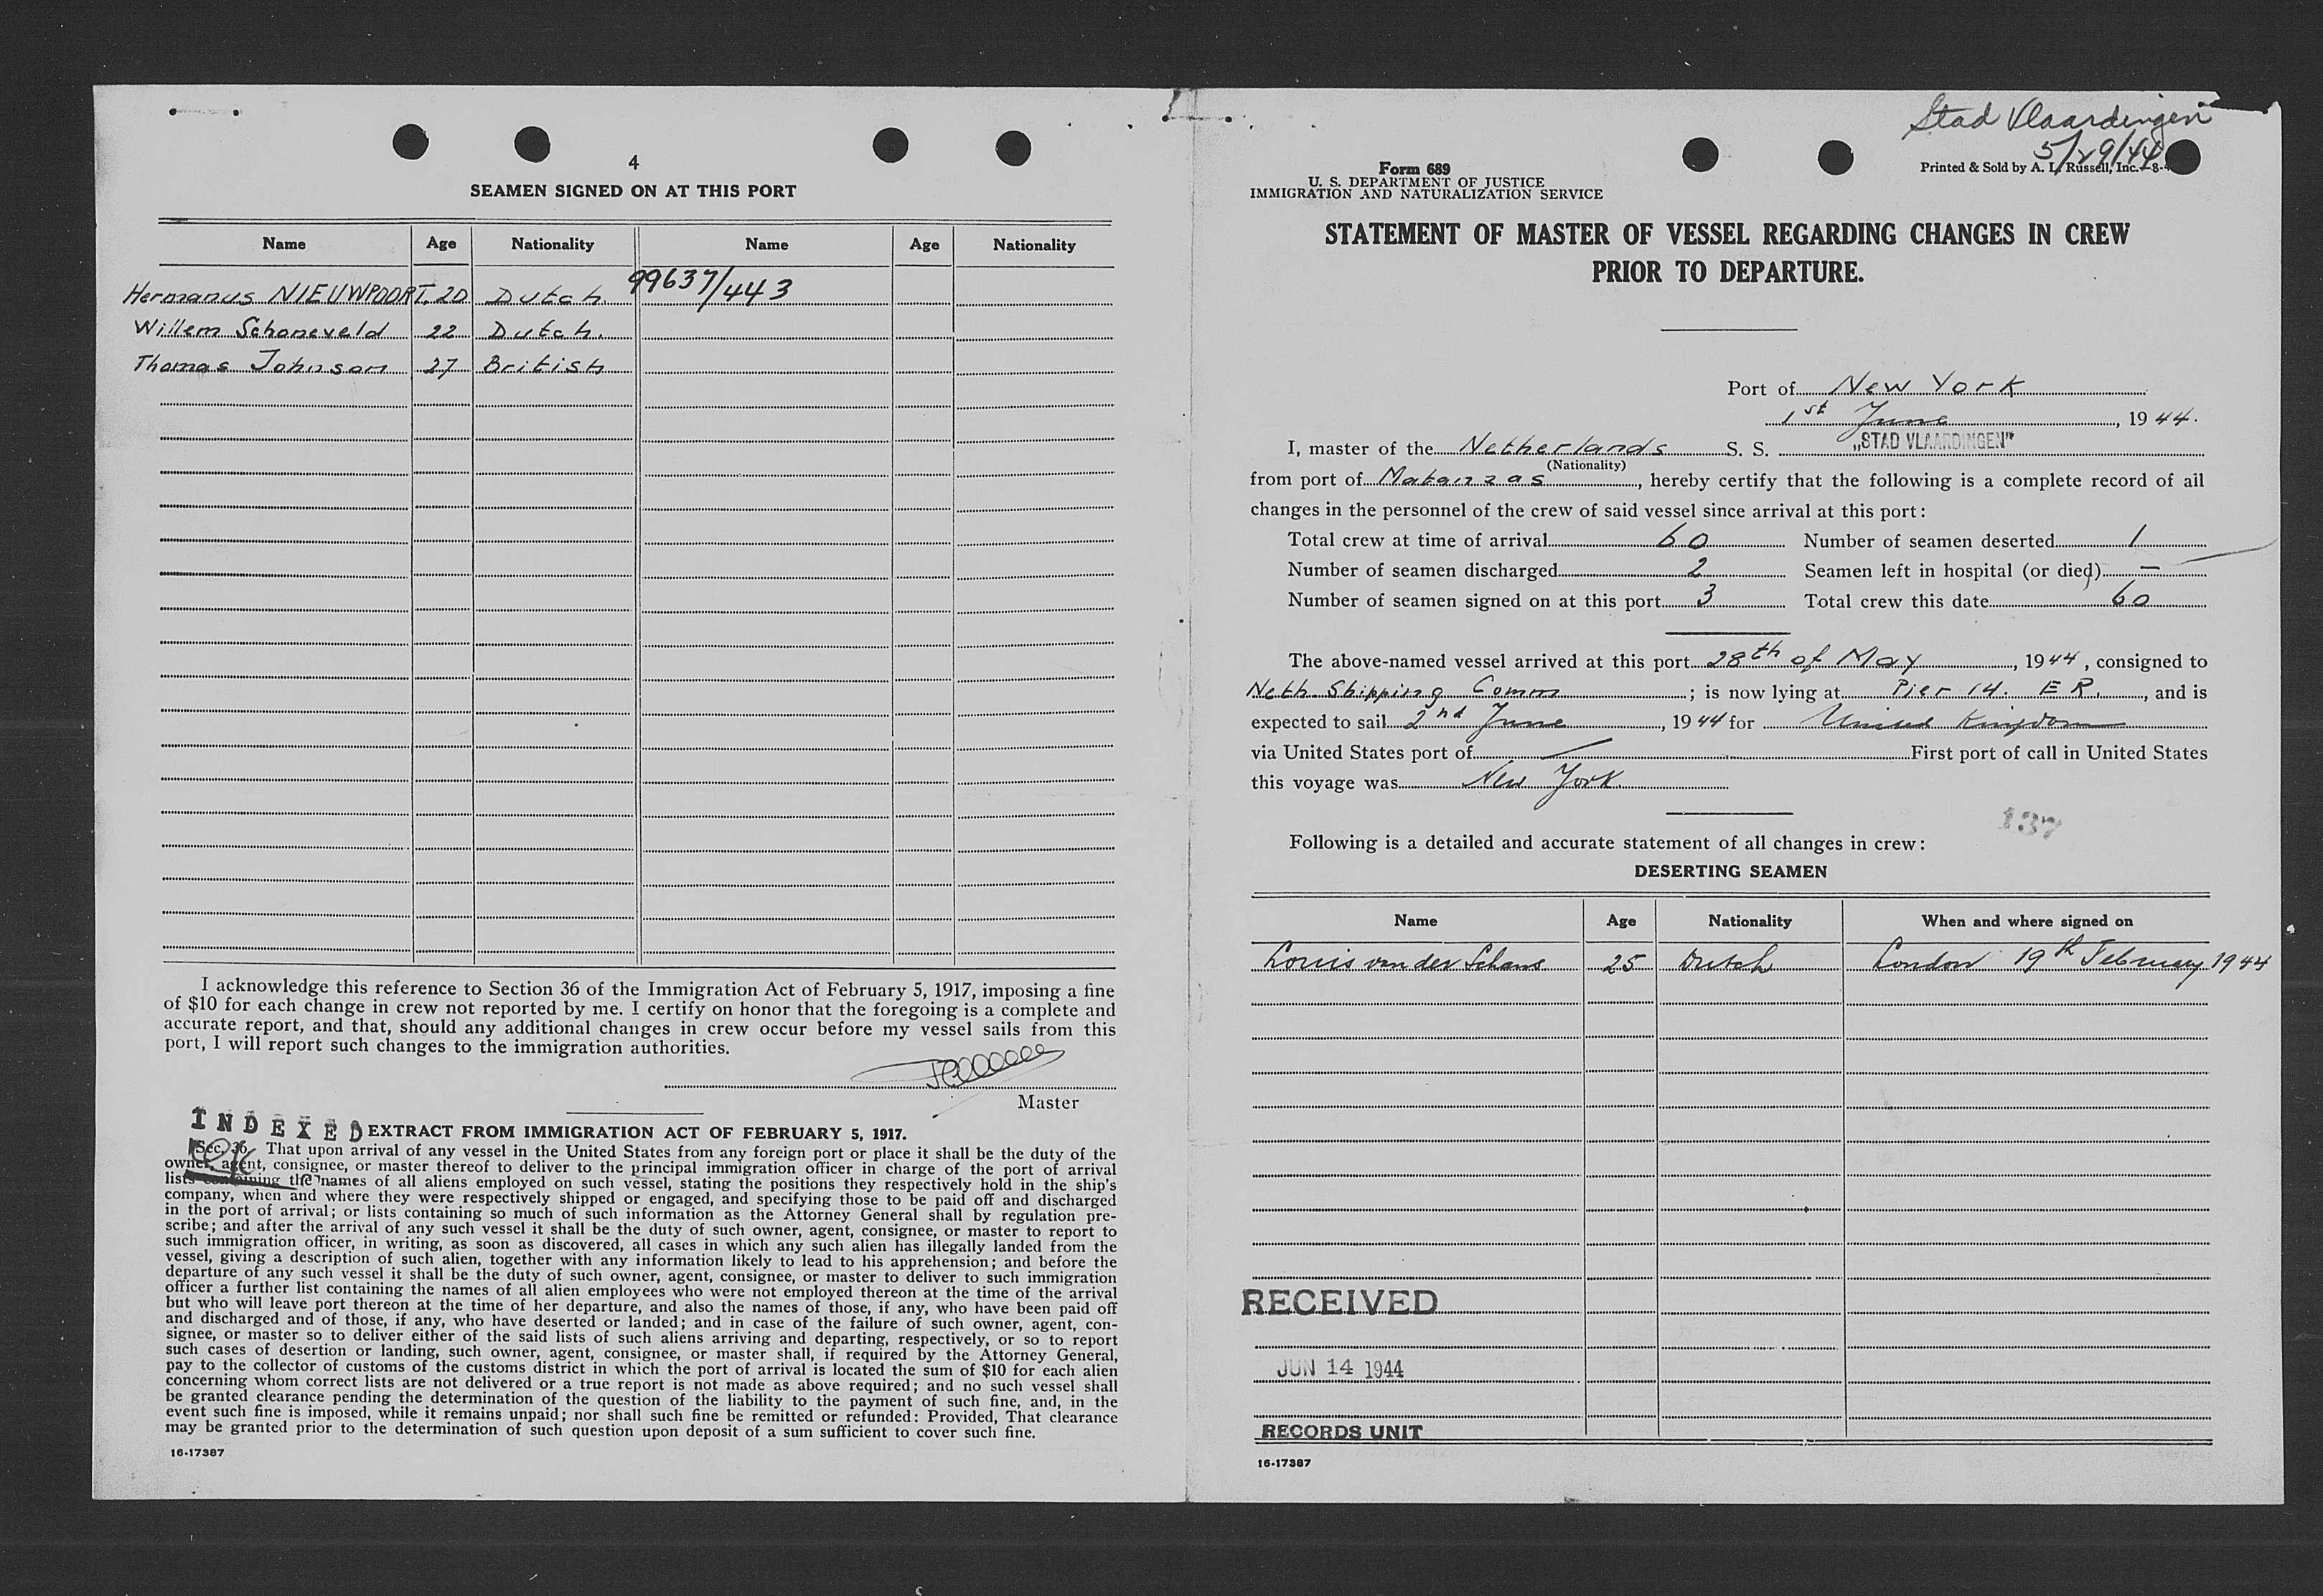 4
SEAMEN SIGNED ON AT THIS PORT
Name Age Nationality Name Age Nationality
Hermanus NIEUWPOORT. 20 Dutch. 99637/443
Willem Schoneveld 22 Dutch.
Thomas Johnson 27 British
I acknowledge this reference to Section 36 of the Immigration Act of February 5, 1917, imposing a fine
of $10 for each change in crew not reported by me. I certify on honor that the foregoing is a complete and
accurate report, and that, should any additional changes in crew occur before my vessel sails from this
port, I will report such changes to the immigration authorities.
Master
INDEXED
EXTRACT FROM IMMIGRATION ACT OF FEBRUARY 5, 1917.
Sec. 36. That upon arrival of any vessel in the United States from any foreign port or place it shall be the duty of the
owner, agent, consignee, or master thereof to deliver to the principal immigration officer in charge of the port of arrival
lists containing the names of all aliens employed on such vessel, stating the positions they respectively hold in the ship's
company, when and where they were respectively shipped or engaged, and specifying those to be paid off and discharged
in the port of arrival; or lists containing so much of such information as the Attorney General shall by regulation pre-
scribe; and after the arrival of any such vessel it shall be the duty of such owner, agent, consignee, or master to report to
such immigration officer, in writing, as soon as discovered, all cases in which any such alien has illegally landed from the
vessel, giving a description of such alien, together with any information likely to lead to his apprehension; and before the
departure of any such vessel it shall be the duty of such owner, agent, consignee, or master to deliver to such immigration
officer a further list containing the names of all alien employees who were not employed thereon at the time of the arrival
but who will leave port thereon at the time of her departure, and also the names of those, if any, who have been paid off
and discharged and of those, if any, who have deserted or landed; and in case of the failure of such owner, agent, con-
signee, or master so to deliver either of the said lists of such aliens arriving and departing, respectively, or so to report
such cases of desertion or landing, such owner, agent, consignee, or master shall, if required by the Attorney General,
pay to the collector of customs of the customs district in which the port of arrival is located the sum of $10 for each alien
concerning whom correct lists are not delivered or a true report is not made as above required; and no such vessel shall
be granted clearance pending the determination of the question of the liability to the payment of such fine, and, in the
event such fine is imposed, while it remains unpaid; nor shall such fine be remitted or refunded: Provided, That clearance
may be granted prior to the determination of such question upon deposit of a sum sufficient to cover such fine.
16-17387
Stad Vlaardingen
5/29/44
Form 689
U. S. DEPARTMENT OF JUSTICE
IMMIGRATION AND NATURALIZATION SERVICE
Printed & Sold by A. L. Russell, Inc.—8-
STATEMENT OF MASTER OF VESSEL REGARDING CHANGES IN CREW
PRIOR TO DEPARTURE.
Port of New York
1st June, 1944.
I, master of the Netherlands S. S. „STAD VLAARDINGEN"
(Nationality)
from port of Matanzas, hereby certify that the following is a complete record of all
changes in the personnel of the crew of said vessel since arrival at this port:
Total crew at time of arrival 60 Number of seamen deserted 1
Number of seamen discharged 2 Seamen left in hospital (or died) —
Number of seamen signed on at this port 3 Total crew this date 60
The above-named vessel arrived at this port 28th of May, 1944, consigned to
Neth. Shipping Comm; is now lying at Pier 14. E R., and is
expected to sail 2nd June, 1944 for United Kingdom
via United States port of / First port of call in United States
this voyage was New York.
137
Following is a detailed and accurate statement of all changes in crew:
DESERTING SEAMEN
Name Age Nationality When and where signed on
Louis van der Schans 25 Dutch London 19th February 1944
RECEIVED
JUN 14 1944
RECORDS UNIT
16-17387